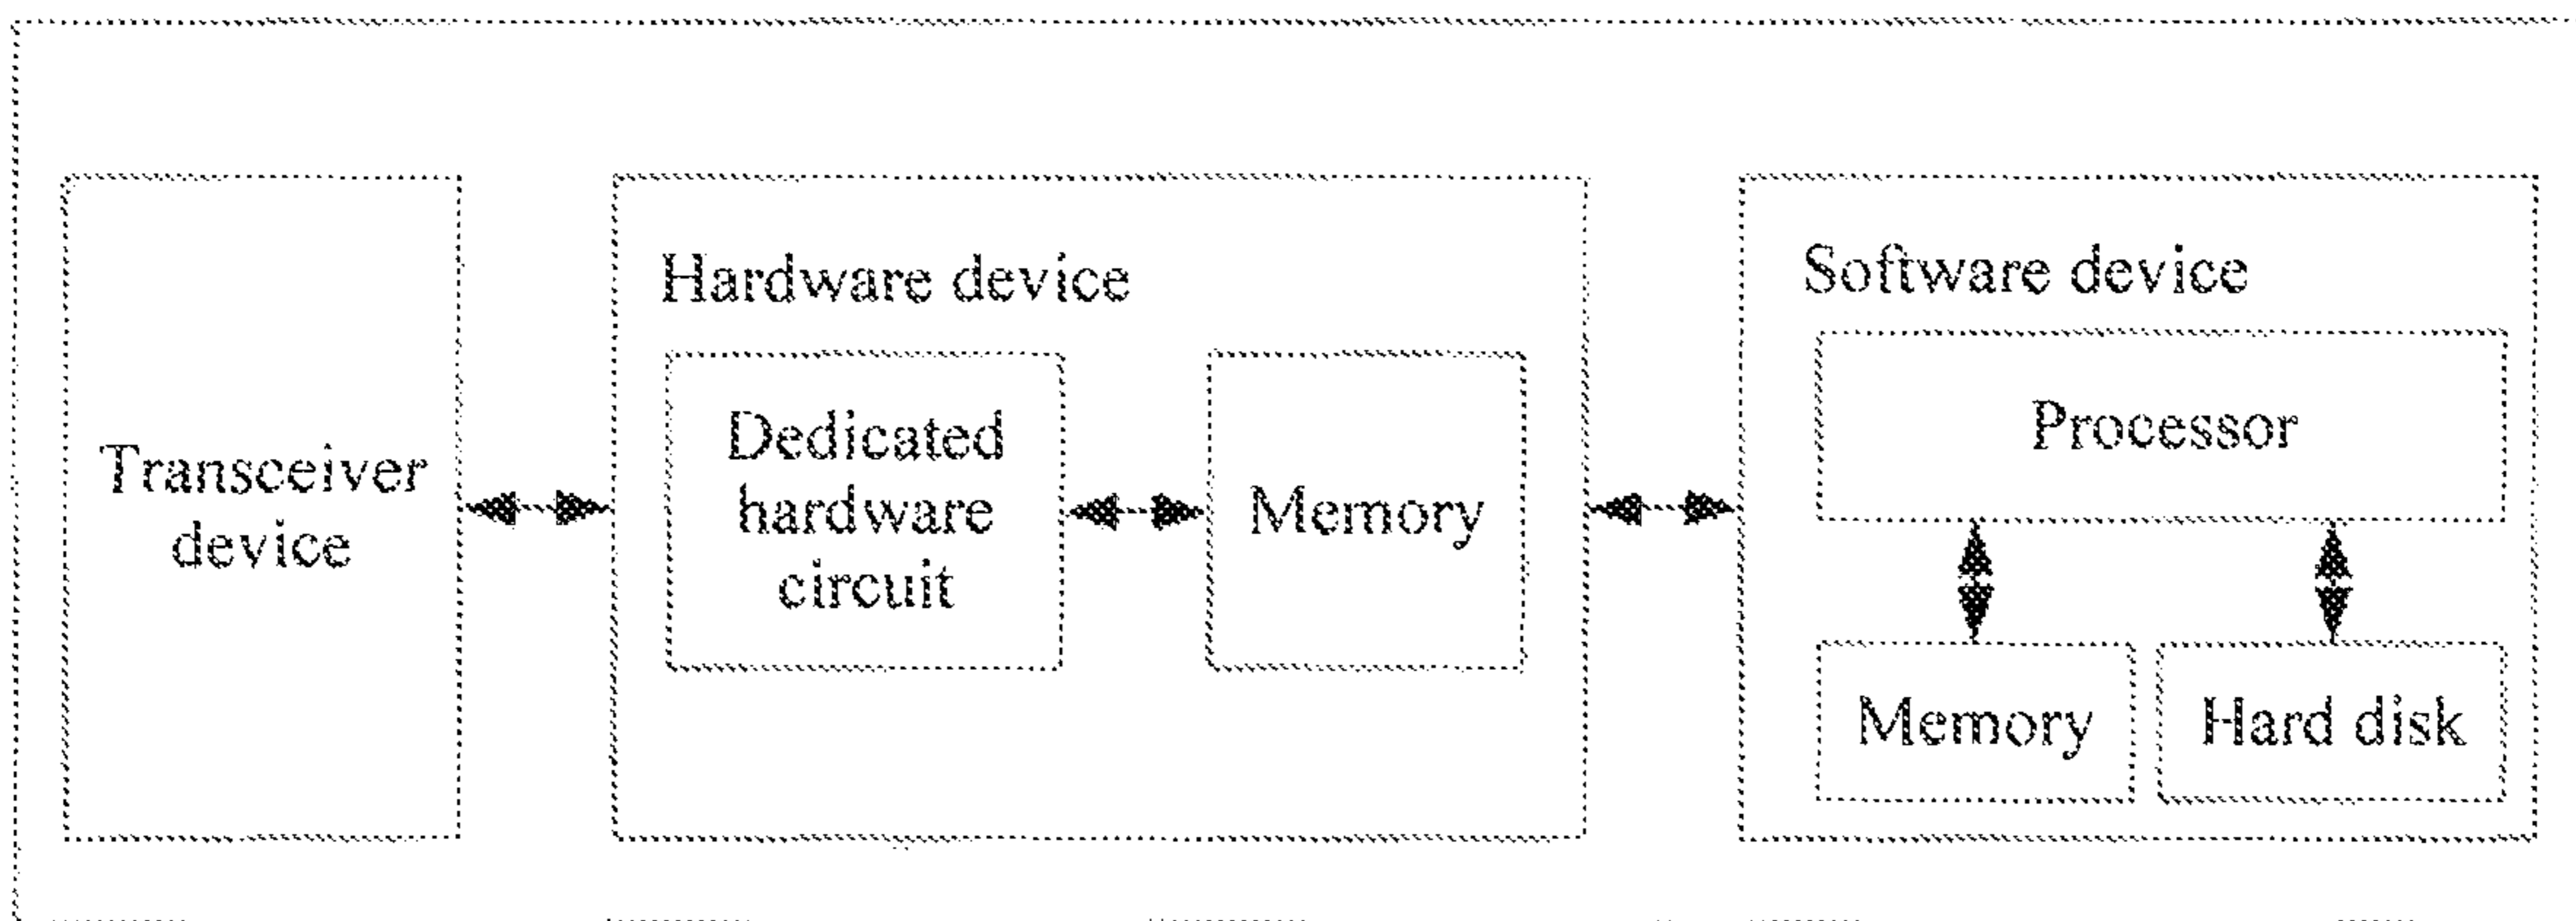 Transceiver
device
Hardware device
Dedicated
hardware
circuit
Memory
Software device
Processor
Memory
Hard disk